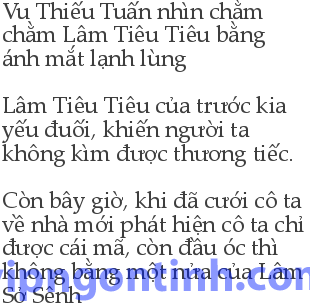 Vu Thiếu Tuấn nhìn chằm
chằm Lâm Tiêu Tiêu bằng
ánh mắt lạnh lùng
Lâm Tiêu Tiêu của trước kia
yếu đuối, khiến người ta
không kìm được thương tiếc.
Còn bây giờ, khi đã cưới cô ta
về nhà mới phát hiện cô ta chỉ
được cái mã, còn đầu óc thì
không bằng một nửa của Lâm
Sở Sênh
viengontinh.com